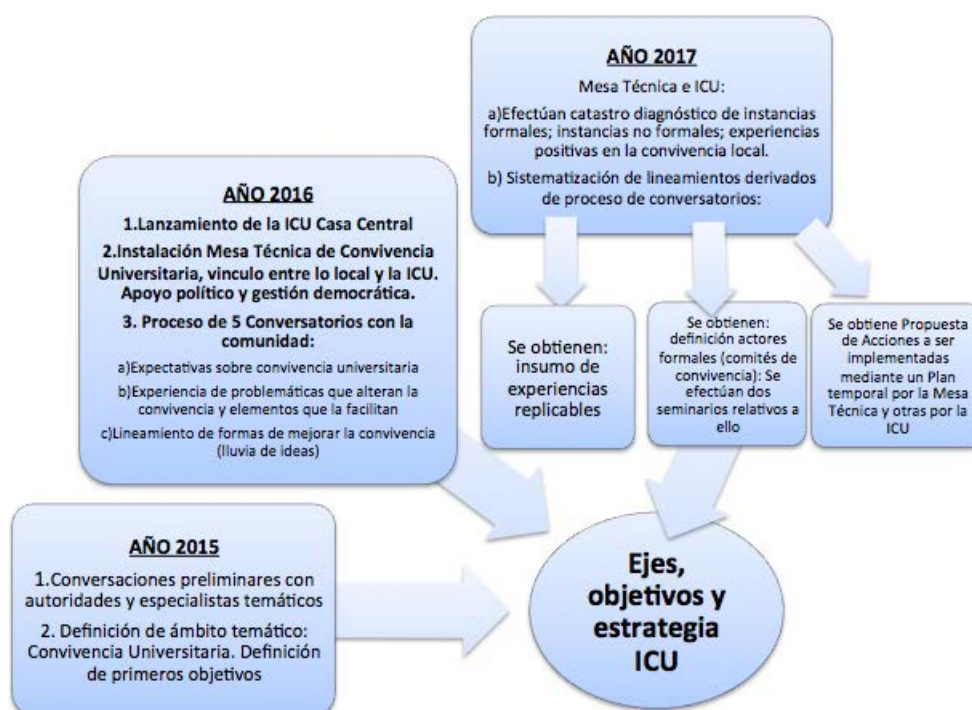 AÑO 2017
Mesa Técnica e ICU:
a)Efectúan catastro diagnóstico de instancias
formales; instancias no formales; experiencias
positivas en la convivencia local.
b) Sistematización de lineamientos derivados
de proceso de conversatorios:
AÑO 2016
1.Lanzamiento de la ICU Casa Central
2.Instalación Mesa Técnica de Convivencia
Universitaria, vinculo entre lo local y la ICU.
Apoyo político y gestión democrática.
3. Proceso de 5 Conversatorios con la
comunidad:
a)Expectativas sobre convivencia universitaria
b)Experiencia de problemáticas que alteran la
convivencia y elementos que la facilitan
c)Lineamiento de formas de mejorar la convivencia
(lluvia de ideas)
Se obtienen:
insumo de
experiencias
replicables
Se obtienen:
definición actores
formales (comités de
convivencia): Se
efectúan dos
seminarios relativos a
ello
Se obtiene Propuesta
de Acciones a ser
implementadas
mediante un Plan
temporal por la Mesa
Técnica y otras por la
ICU
AÑO 2015
1.Conversaciones preliminares con
autoridades y especialistas temáticos
2. Definición de ámbito temático:
Convivencia Universitaria. Definición
de primeros objetivos
Ejes,
objetivos y
estrategia
ICU